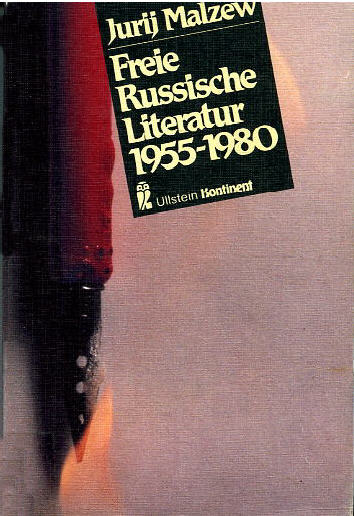 Jurij Malzew
Freie
Russische
Literatur
1955-1980
Ullstein Kontinent